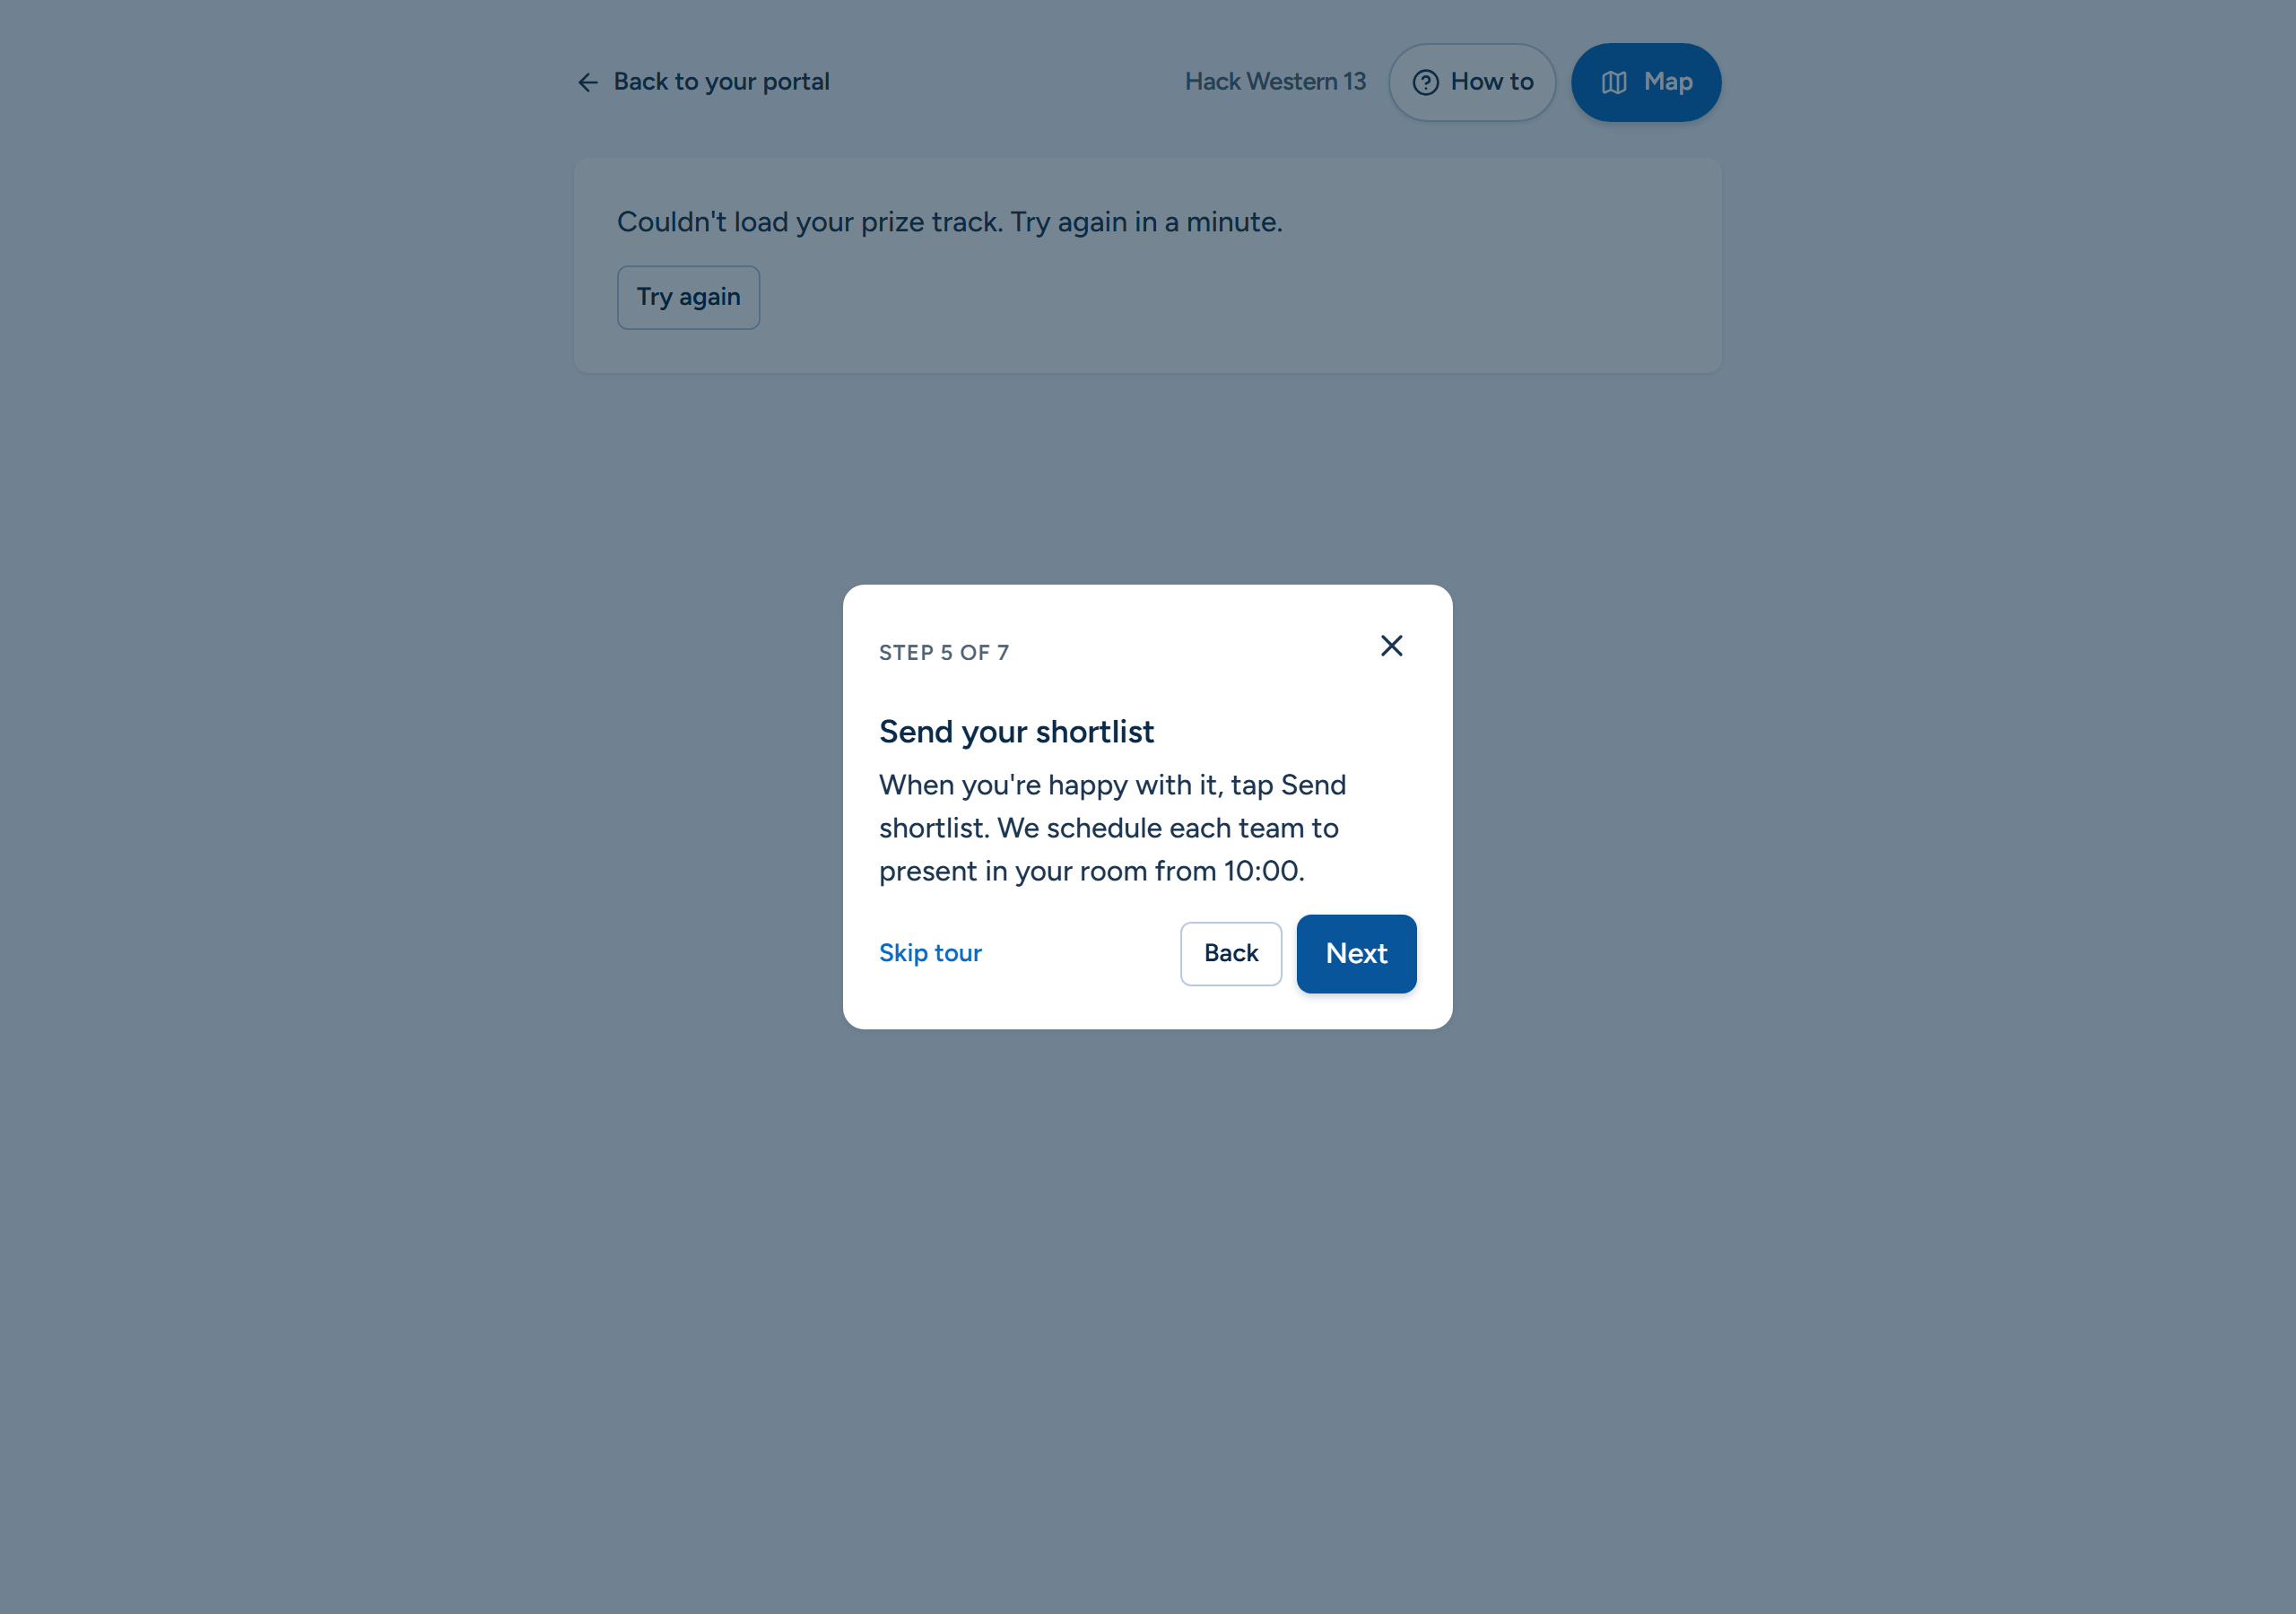 Back to your portal
Hack Western 13
How to
Map
Couldn't load your prize track. Try again in a minute.
Try again
STEP 5 OF 7
Send your shortlist
When you're happy with it, tap Send
shortlist. We schedule each team to
present in your room from 10:00.
Skip tour
Back
Next